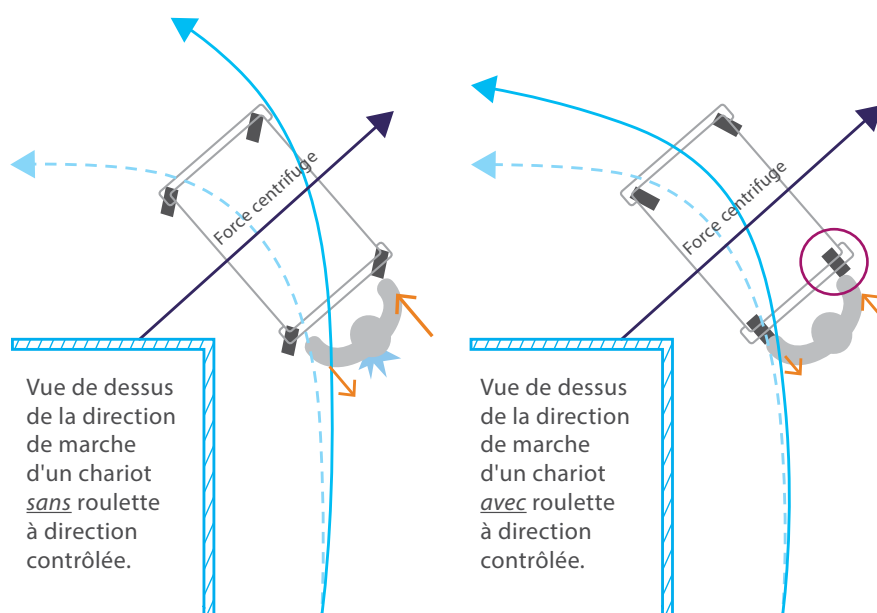 Force centrifuge
Vue de dessus
de la direction
de marche
d'un chariot
sans roulette
à direction
contrôlée.
Force centrifuge
Vue de dessus
de la direction
de marche
d'un chariot
avec roulette
à direction
contrôlée.